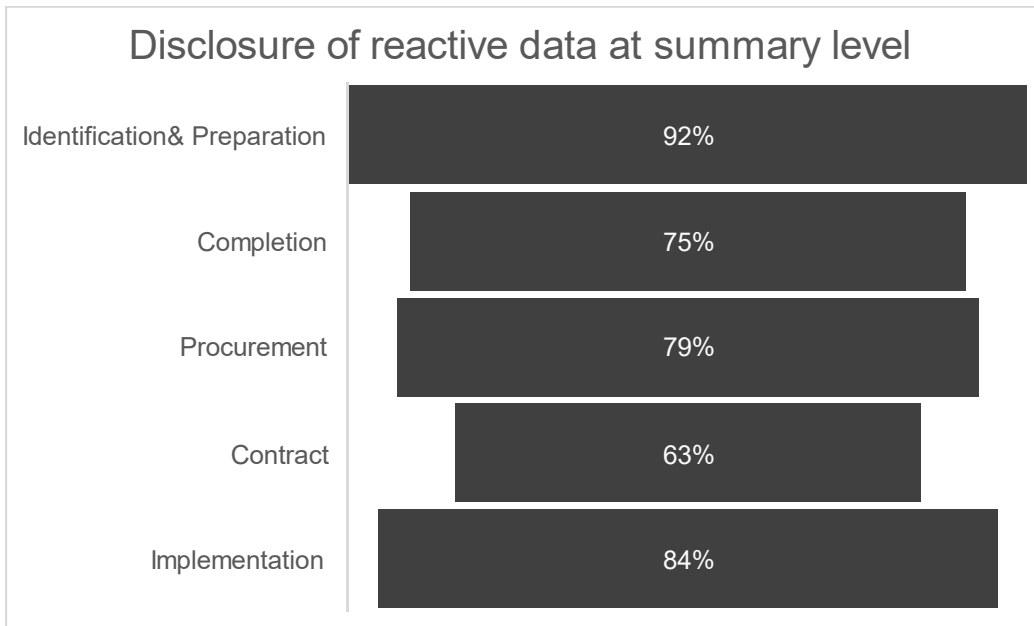 Disclosure of reactive data at summary level
Identification& Preparation 92%
Completion 75%
Procurement 79%
Contract 63%
Implementation 84%